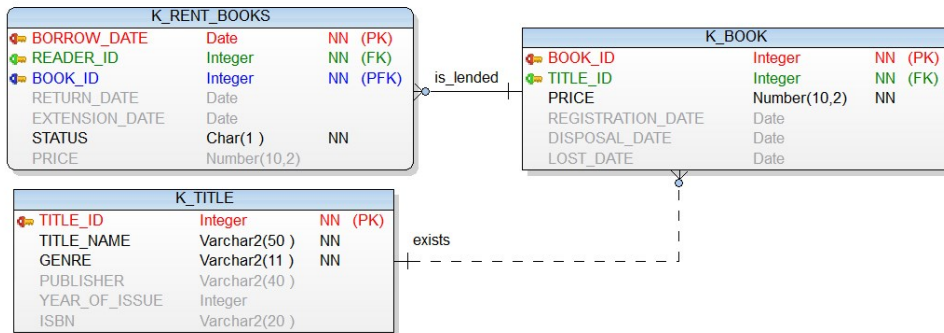 K_RENT_BOOKS
BORROW_DATE Date NN (PK)
READER_ID Integer NN (FK)
BOOK_ID Integer NN (PFK)
RETURN_DATE Date
EXTENSION_DATE Date
STATUS Char(1 ) NN
PRICE Number(10,2)
is_lended
K_BOOK
BOOK_ID Integer NN (PK)
TITLE_ID Integer NN (FK)
PRICE Number(10,2) NN
REGISTRATION_DATE Date
DISPOSAL_DATE Date
LOST_DATE Date
K_TITLE
TITLE_ID Integer NN (PK)
TITLE_NAME Varchar2(50 ) NN
GENRE Varchar2(11 ) NN
PUBLISHER Varchar2(40 )
YEAR_OF_ISSUE Integer
ISBN Varchar2(20 )
exists